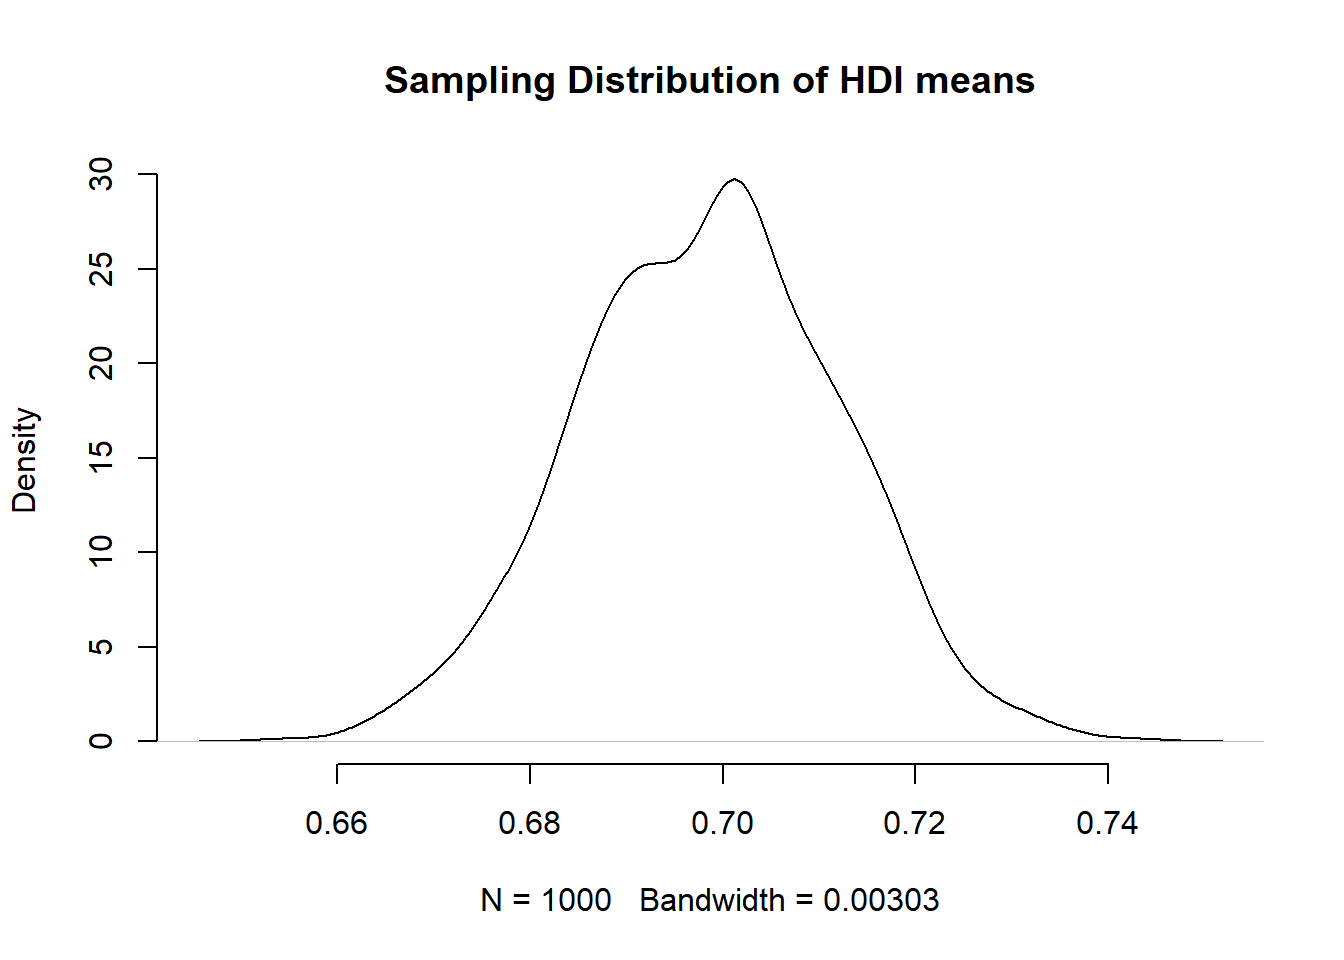 Sampling Distribution of HDI means
30
25
20
15
10
5
0
Density
0.66 0.68 0.70 0.72 0.74
N = 1000 Bandwidth = 0.00303